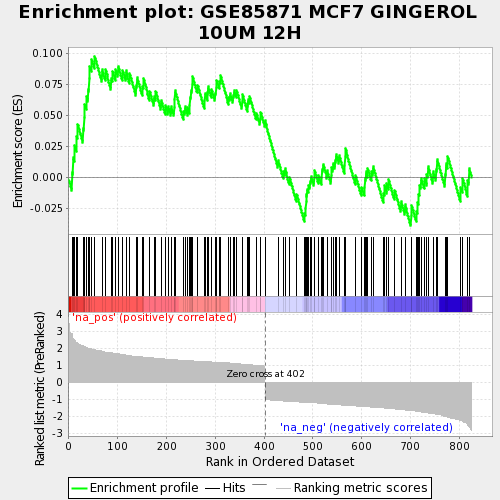 Enrichment plot: GSE85871 MCF7 GINGEROL
10UM 12H
Enrichment score (ES)
0.100
0.075
0.050
0.025
0.000
-0.025
'na_pos' (positively correlated)
Ranked list metric (PreRanked)
4
3
2
1
0
-1
-2
-3
Zero cross at 402
'na_neg' (negatively correlated)
0 100 200 300 400 500 600 700 800
Rank in Ordered Dataset
Enrichment profile Hits Ranking metric scores